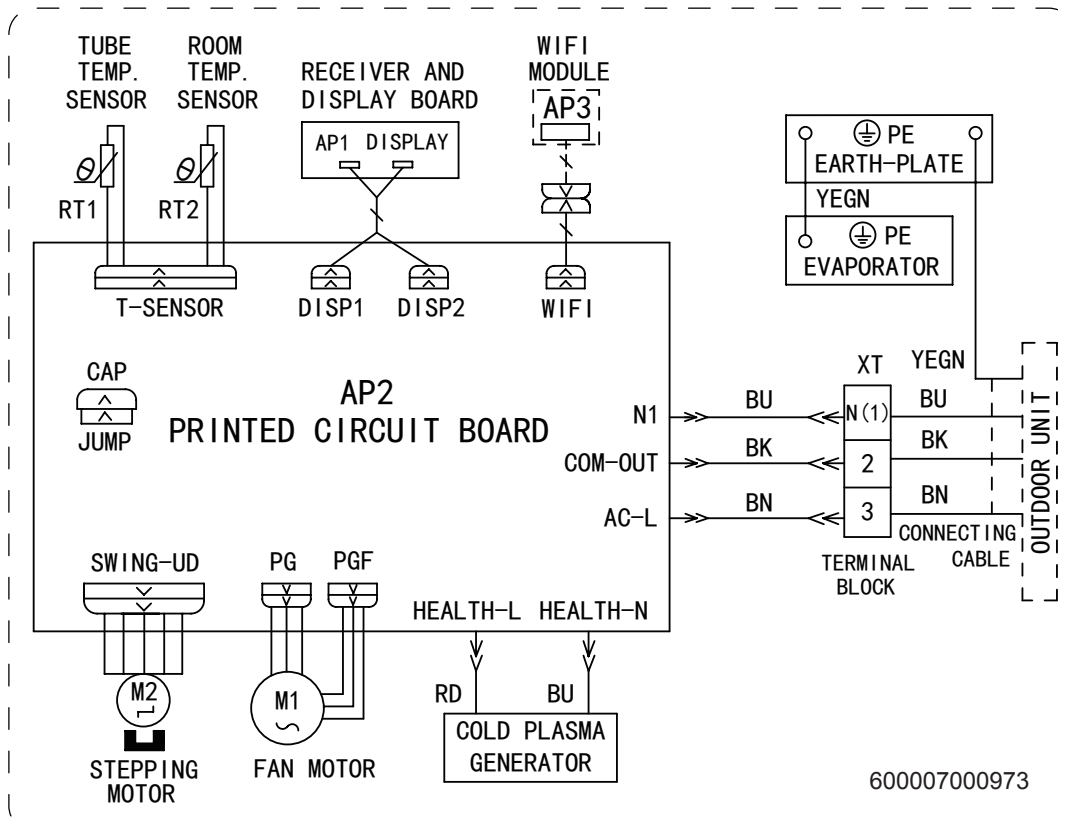 TUBE
TEMP.
SENSOR
ROOM
TEMP.
SENSOR
RECEIVER AND
DISPLAY BOARD
WIFI
MODULE
AP3
AP1 DISPLAY
PE
EARTH-PLATE
YEGN
PE
EVAPORATOR
θ
RT1
θ
RT2
T-SENSOR
DISP1
DISP2
WIFI
CAP
JUMP
AP2
PRINTED CIRCUIT BOARD
N1
BU
COM-OUT
BK
AC-L
BN
XT
N(1)
2
3
TERMINAL
BLOCK
YEGN
BU
BK
BN
CONNECTING
CABLE
OUTDOOR UNIT
SWING-UD
PG
PGF
HEALTH-L
HEALTH-N
M2
STEPPING
MOTOR
M1
FAN MOTOR
RD
BU
COLD PLASMA
GENERATOR
600007000973